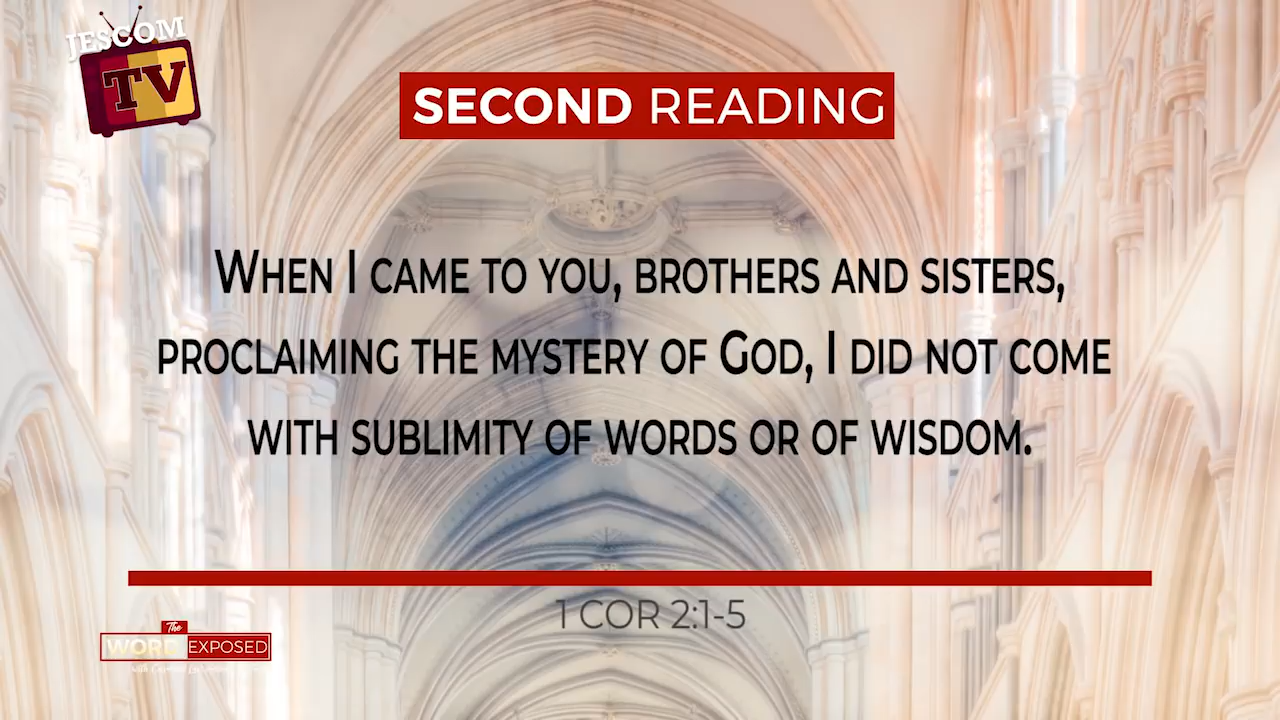 JESCOM
TV
SECOND READING
WHEN I CAME TO YOU, BROTHERS AND SISTERS,
PROCLAIMING THE MYSTERY OF GOD, I DID NOT COME
WITH SUBLIMITY OF WORDS OR OF WISDOM.
1 COR 2:1-5
The
WORD EXPOSED